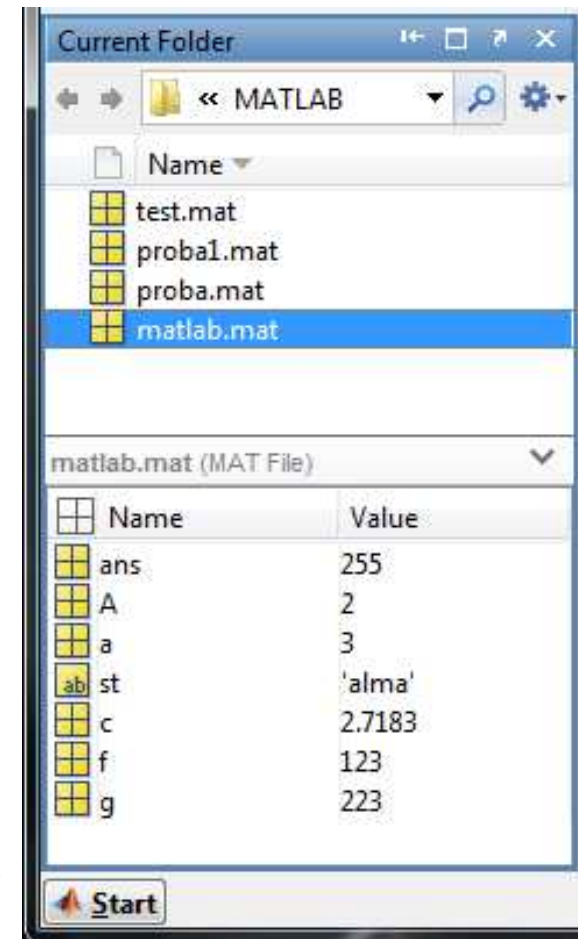 Current Folder
« MATLAB
Name
test.mat
proba1.mat
proba.mat
matlab.mat
matlab.mat (MAT File)
Name Value
ans 255
A 2
a 3
ab st 'alma'
c 2.7183
f 123
g 223
Start